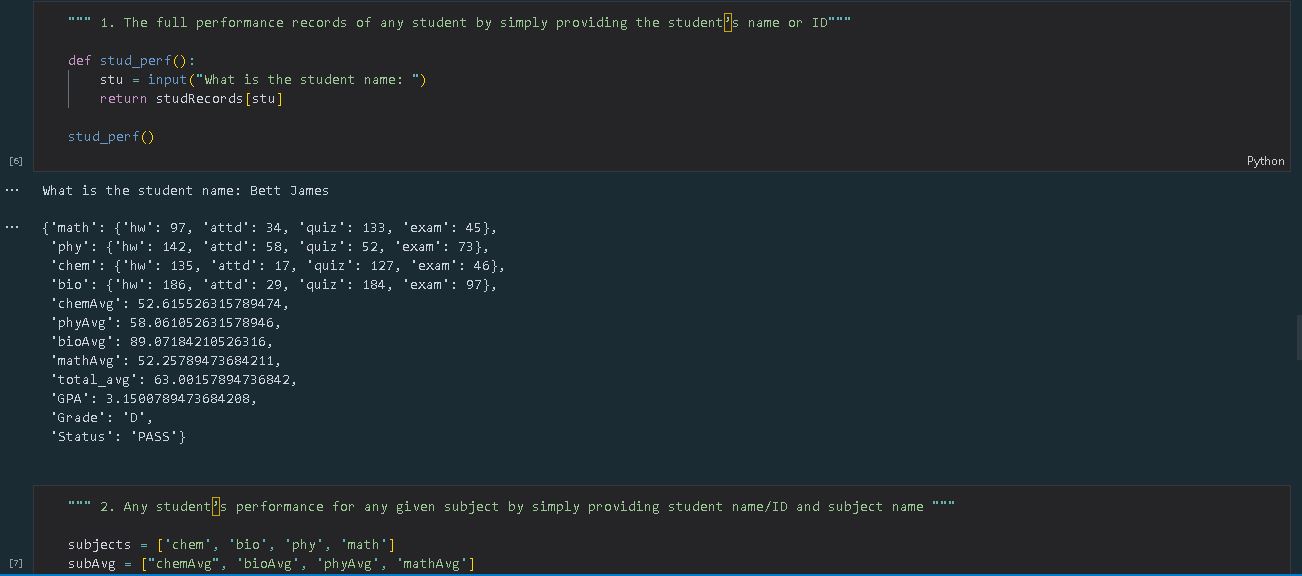 """ 1. The full performance records of any student by simply providing the student’s name or ID"""
def stud_perf():
stu = input("What is the student name: ")
return studRecords[stu]
stud_perf()
[6]
Python
... What is the student name: Bett James
... {'math': {'hw': 97, 'attd': 34, 'quiz': 133, 'exam': 45},
'phy': {'hw': 142, 'attd': 58, 'quiz': 52, 'exam': 73},
'chem': {'hw': 135, 'attd': 17, 'quiz': 127, 'exam': 46},
'bio': {'hw': 186, 'attd': 29, 'quiz': 184, 'exam': 97},
'chemAvg': 52.615526315789474,
'phyAvg': 58.061052631578946,
'bioAvg': 89.07184210526316,
'mathAvg': 52.25789473684211,
'total_avg': 63.00157894736842,
'GPA': 3.1500789473684208,
'Grade': 'D',
'Status': 'PASS'}
""" 2. Any student’s performance for any given subject by simply providing student name/ID and subject name """
subjects = ['chem', 'bio', 'phy', 'math']
[7] subAvg = ["chemAvg", 'bioAvg', 'phyAvg', 'mathAvg']